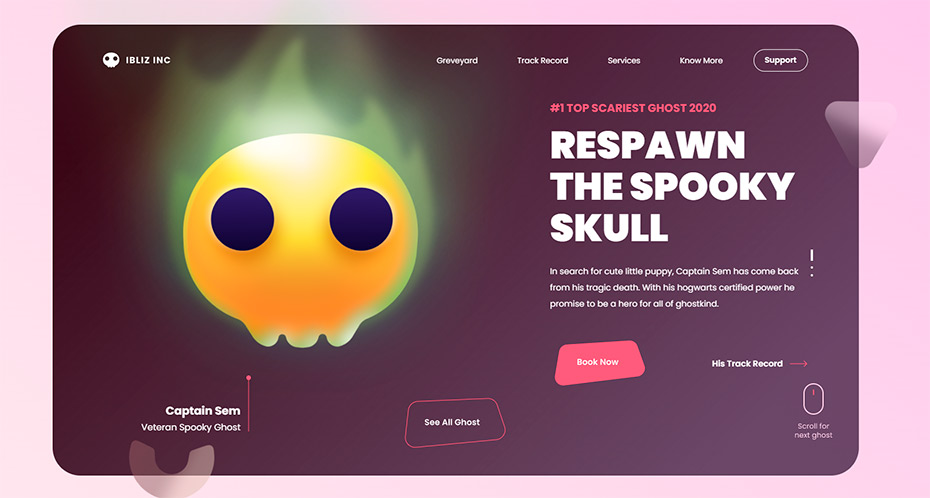 IBLIZ INC
Greveyard
Track Record
Services
Know More
Support
#1 TOP SCARIEST GHOST 2020
RESPAWN
THE SPOOKY
SKULL
In search for cute little puppy, Captain Sem has come back
from his tragic death. With his hogwarts certified power he
promise to be a hero for all of ghostkind.
Book Now
His Track Record
Captain Sem
Veteran Spooky Ghost
See All Ghost
Scroll for
next ghost